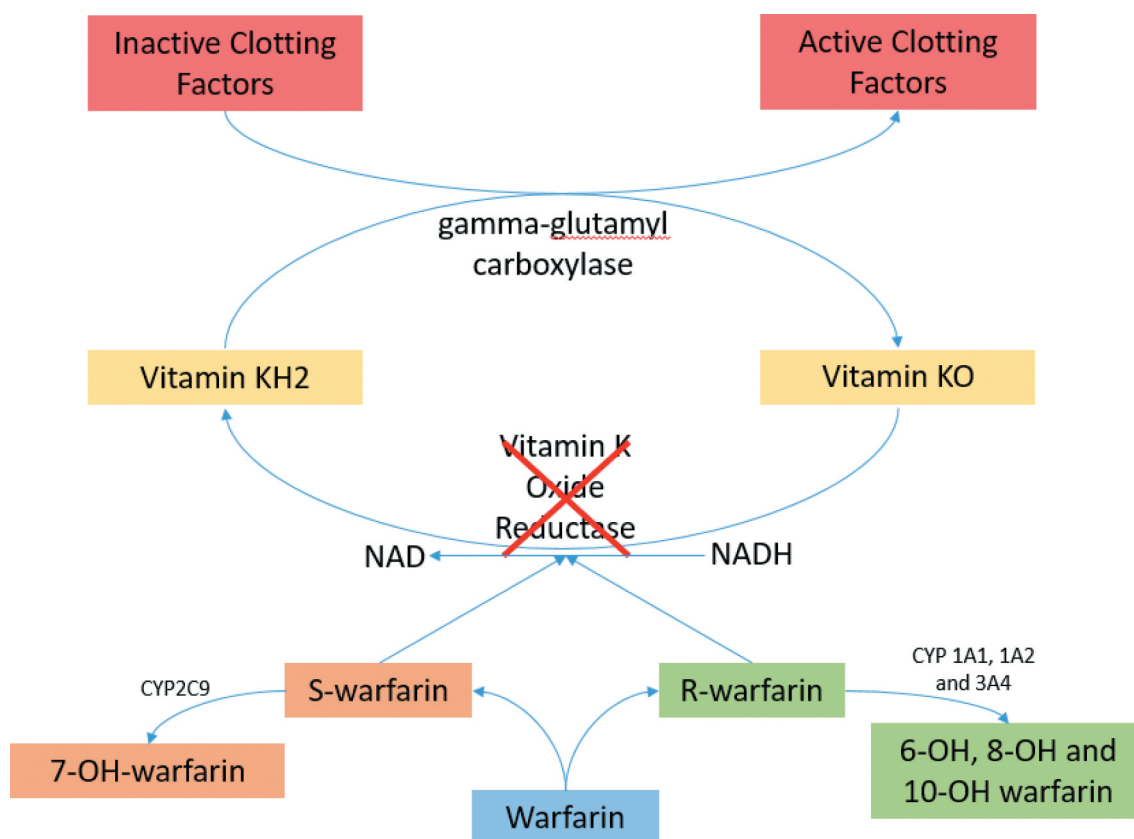 Inactive Clotting
Factors
Active Clotting
Factors
gamma-glutamyl
carboxylase
Vitamin KH2
Vitamin KO
Vitamin K
Oxide
Reductase
NAD
NADH
CYP2C9
S-warfarin
R-warfarin
CYP 1A1, 1A2
and 3A4
7-OH-warfarin
Warfarin
6-OH, 8-OH and
10-OH warfarin